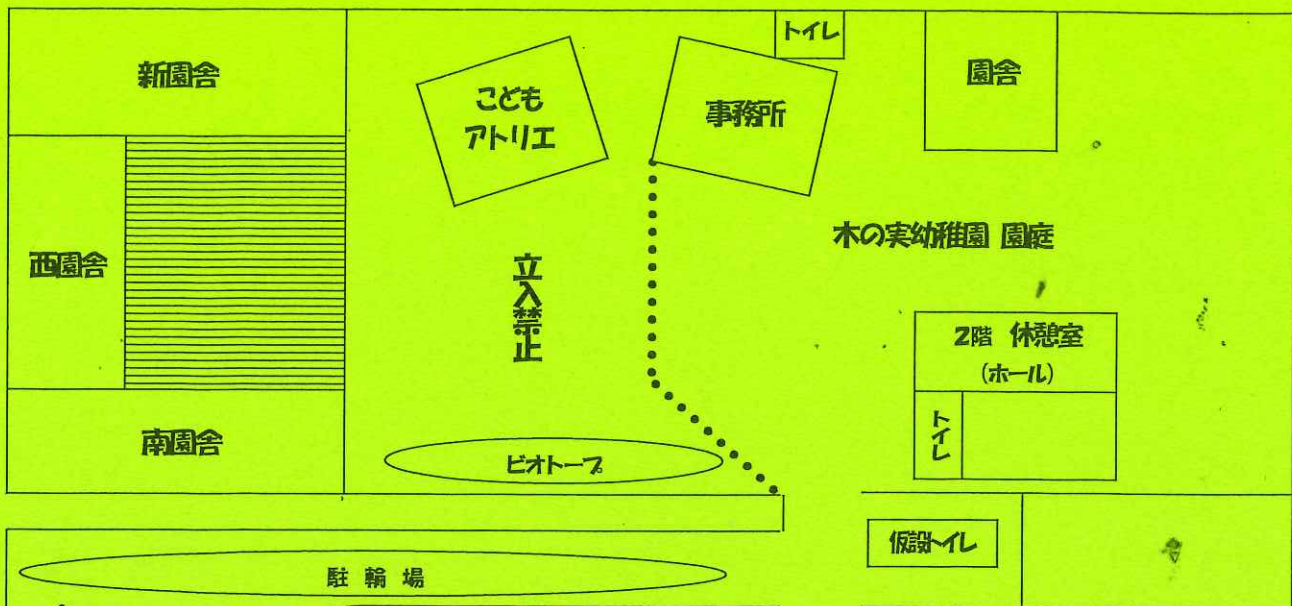 トイレ
新園舎
こども
アトリエ
事務所
園舎
木の実幼稚園 園庭
西園舎
立入禁止
2階 休憩室
(ホール)
トイレ
南園舎
ビオトープ
仮設トイレ
駐輪場